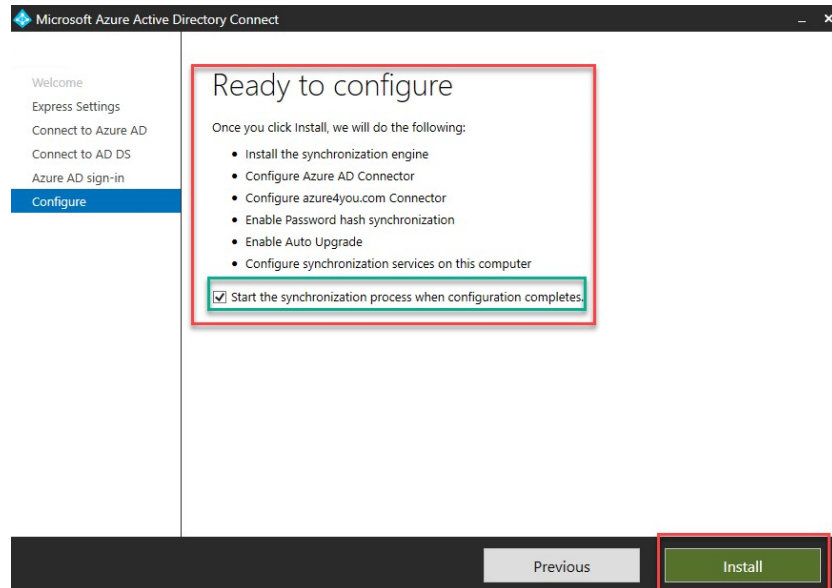 Microsoft Azure Active Directory Connect
Welcome
Express Settings
Connect to Azure AD
Connect to AD DS
Azure AD sign-in
Configure
Ready to configure
Once you click Install, we will do the following:
• Install the synchronization engine
• Configure Azure AD Connector
• Configure azure4you.com Connector
• Enable Password hash synchronization
• Enable Auto Upgrade
• Configure synchronization services on this computer
Start the synchronization process when configuration completes.
Previous
Install